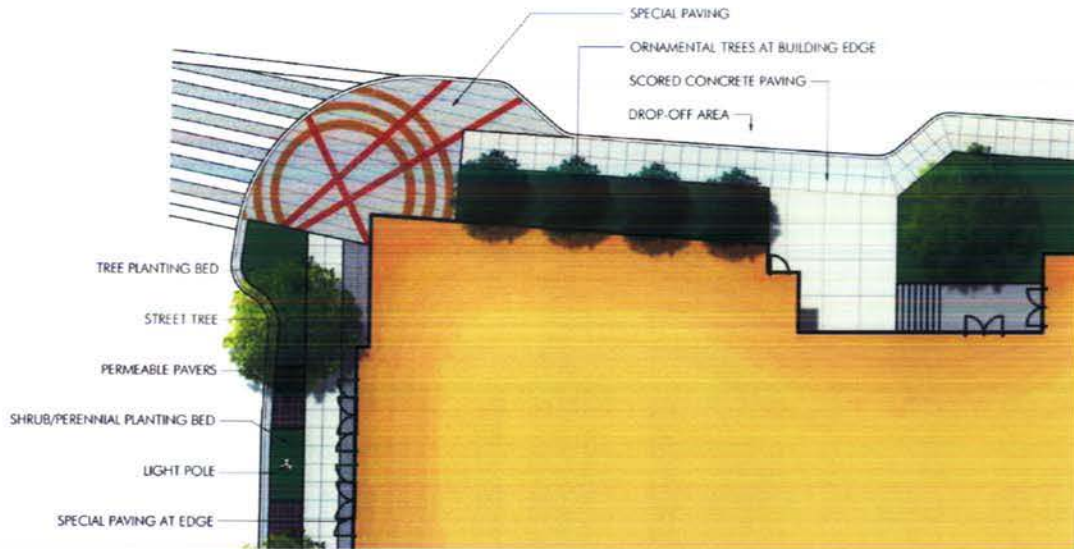 SPECIAL PAVING
ORNAMENTAL TREES AT BUILDING EDGE
SCORED CONCRETE PAVING
DROP-OFF AREA
TREE PLANTING BED
STREET TREE
PERMEABLE PAVERS
SHRUB/PERENNIAL PLANTING BED
LIGHT POLE
SPECIAL PAVING AT EDGE